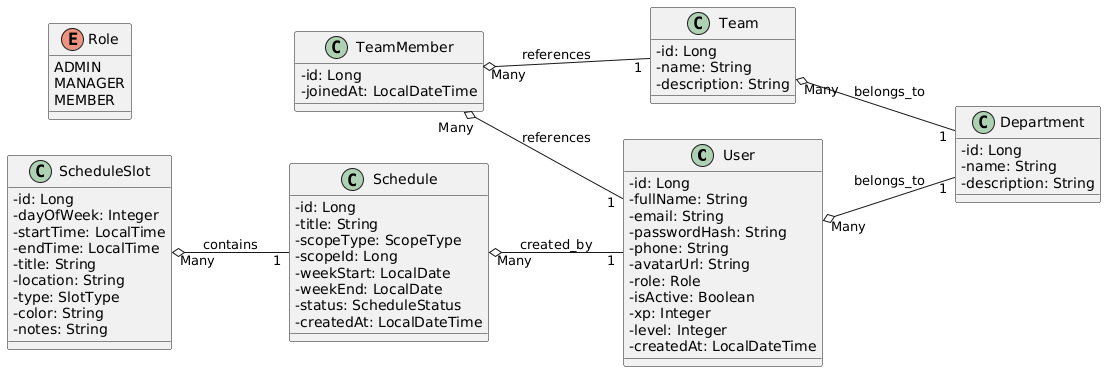 E Role
ADMIN
MANAGER
MEMBER
C TeamMember
-id: Long
-joinedAt: LocalDateTime
references
Many
1
C Team
-id: Long
-name: String
-description: String
Many
belongs_to
1
Many
references
1
C Department
-id: Long
-name: String
-description: String
C ScheduleSlot
-id: Long
-dayOfWeek: Integer
-startTime: LocalTime
-endTime: LocalTime
-title: String
-location: String
-type: SlotType
-color: String
-notes: String
contains
Many
1
C Schedule
-id: Long
-title: String
-scopeType: ScopeType
-scopeId: Long
-weekStart: LocalDate
-weekEnd: LocalDate
-status: ScheduleStatus
-createdAt: LocalDateTime
created_by
Many
1
C User
-id: Long
-fullName: String
-email: String
-passwordHash: String
-phone: String
-avatarUrl: String
-role: Role
-isActive: Boolean
-xp: Integer
-level: Integer
-createdAt: LocalDateTime
belongs_to
1
Many